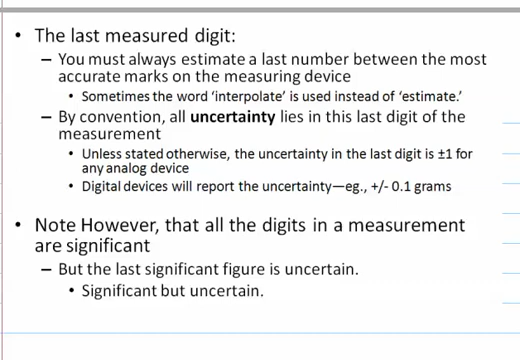 • The last measured digit:
– You must always estimate a last number between the most
accurate marks on the measuring device
• Sometimes the word 'interpolate' is used instead of 'estimate.'
– By convention, all uncertainty lies in this last digit of the
measurement
• Unless stated otherwise, the uncertainty in the last digit is ±1 for
any analog device
• Digital devices will report the uncertainty—eg., +/- 0.1 grams
• Note However, that all the digits in a measurement
are significant
– But the last significant figure is uncertain.
• Significant but uncertain.